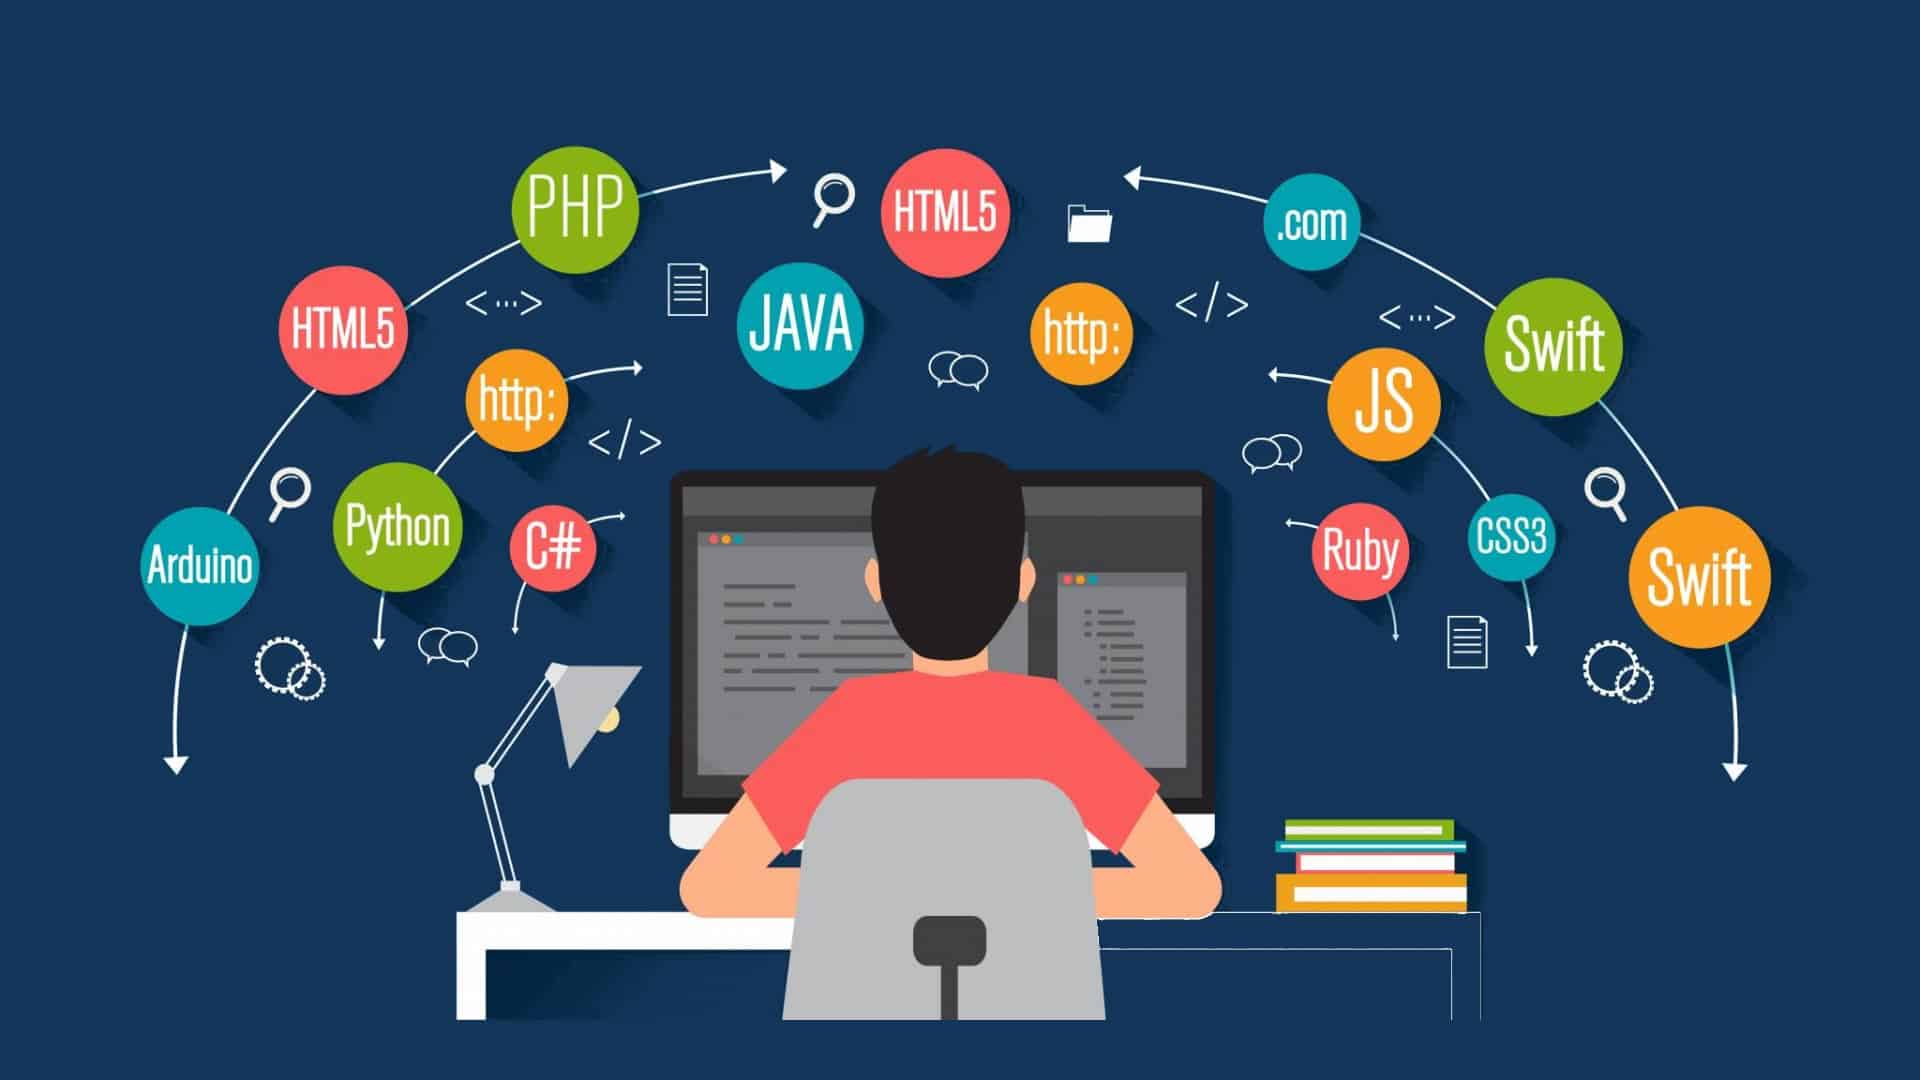 PHP
HTML5
.com
HTML5
JAVA
http:
Swift
http:
JS
Arduino
Python
C#
Ruby
CSS3
Swift
<...>
</>
</>
<...>